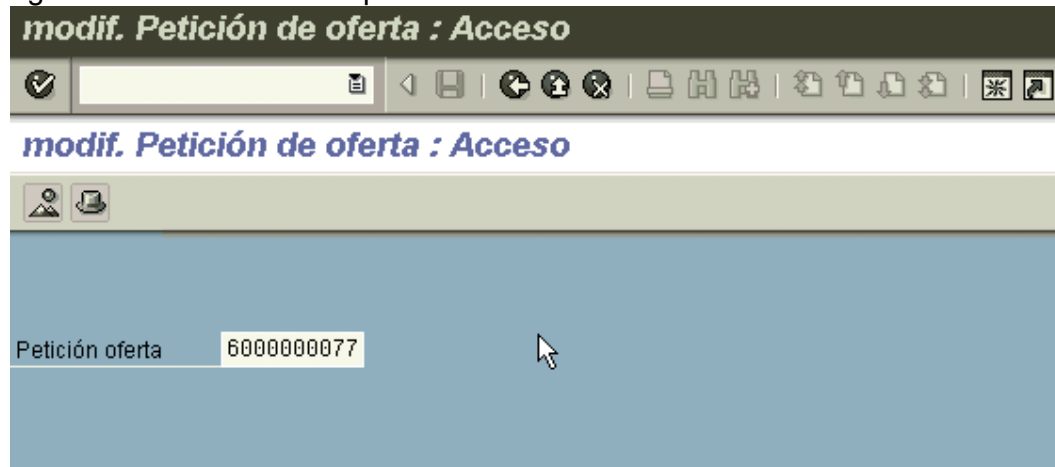 modif. Petición de oferta : Acceso
modif. Petición de oferta : Acceso
Petición oferta 6000000077